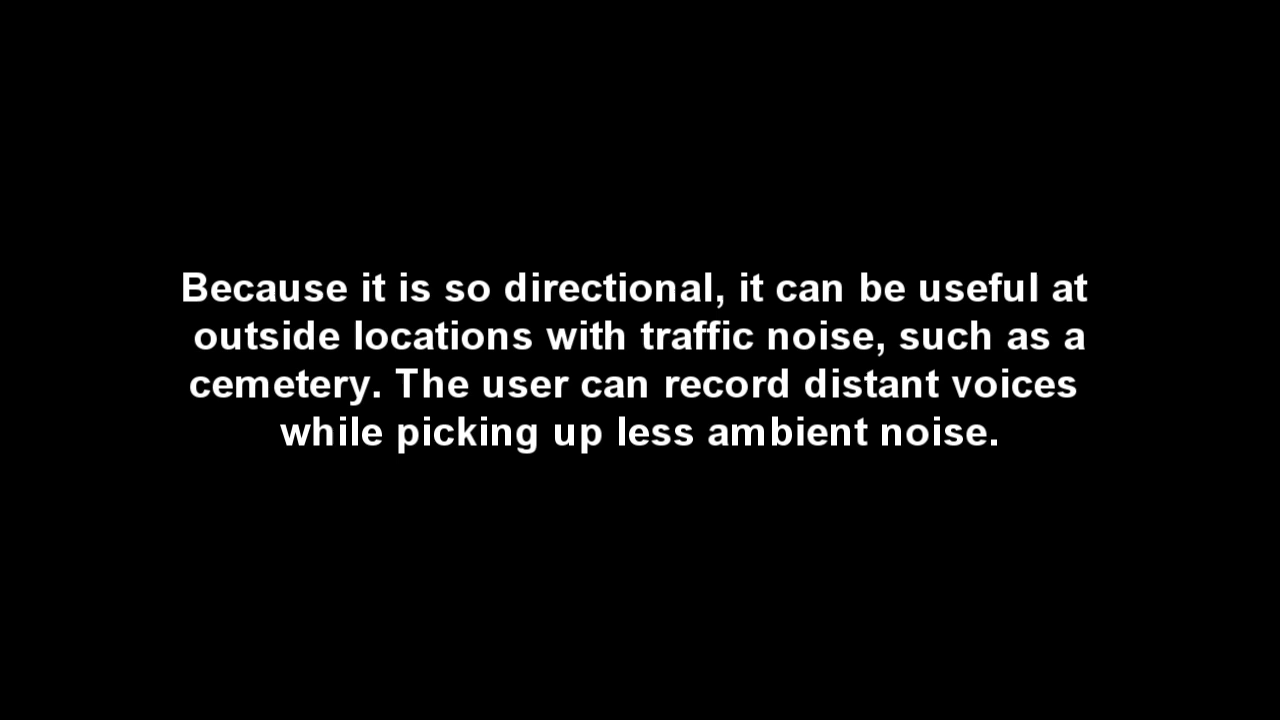 Because it is so directional, it can be useful at
outside locations with traffic noise, such as a
cemetery. The user can record distant voices
while picking up less ambient noise.